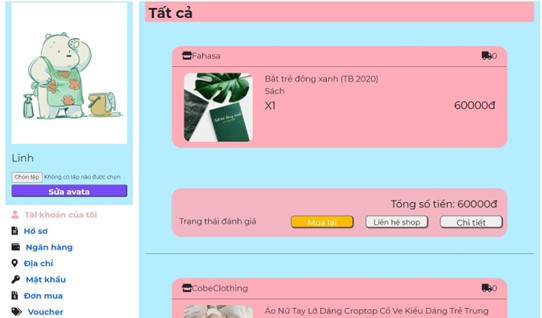 Tất cả
Linh
Chọn tệp Không có tệp nào được chọn
Sửa avata
Tài khoản của tôi
Hồ sơ
Ngân hàng
Địa chỉ
Mật khẩu
Đơn mua
Voucher
Fahasa 0
Bắt trẻ đồng xanh (TB 2020)
Sách
X1 60000đ
Tổng số tiền: 60000đ
Trạng thái đánh giá Mua lại Liên hệ shop Chi tiết
CobeClothing 0
Áo Nữ Tay Lỡ Dáng Croptop Cổ Ve Kiểu Dáng Trẻ Trung